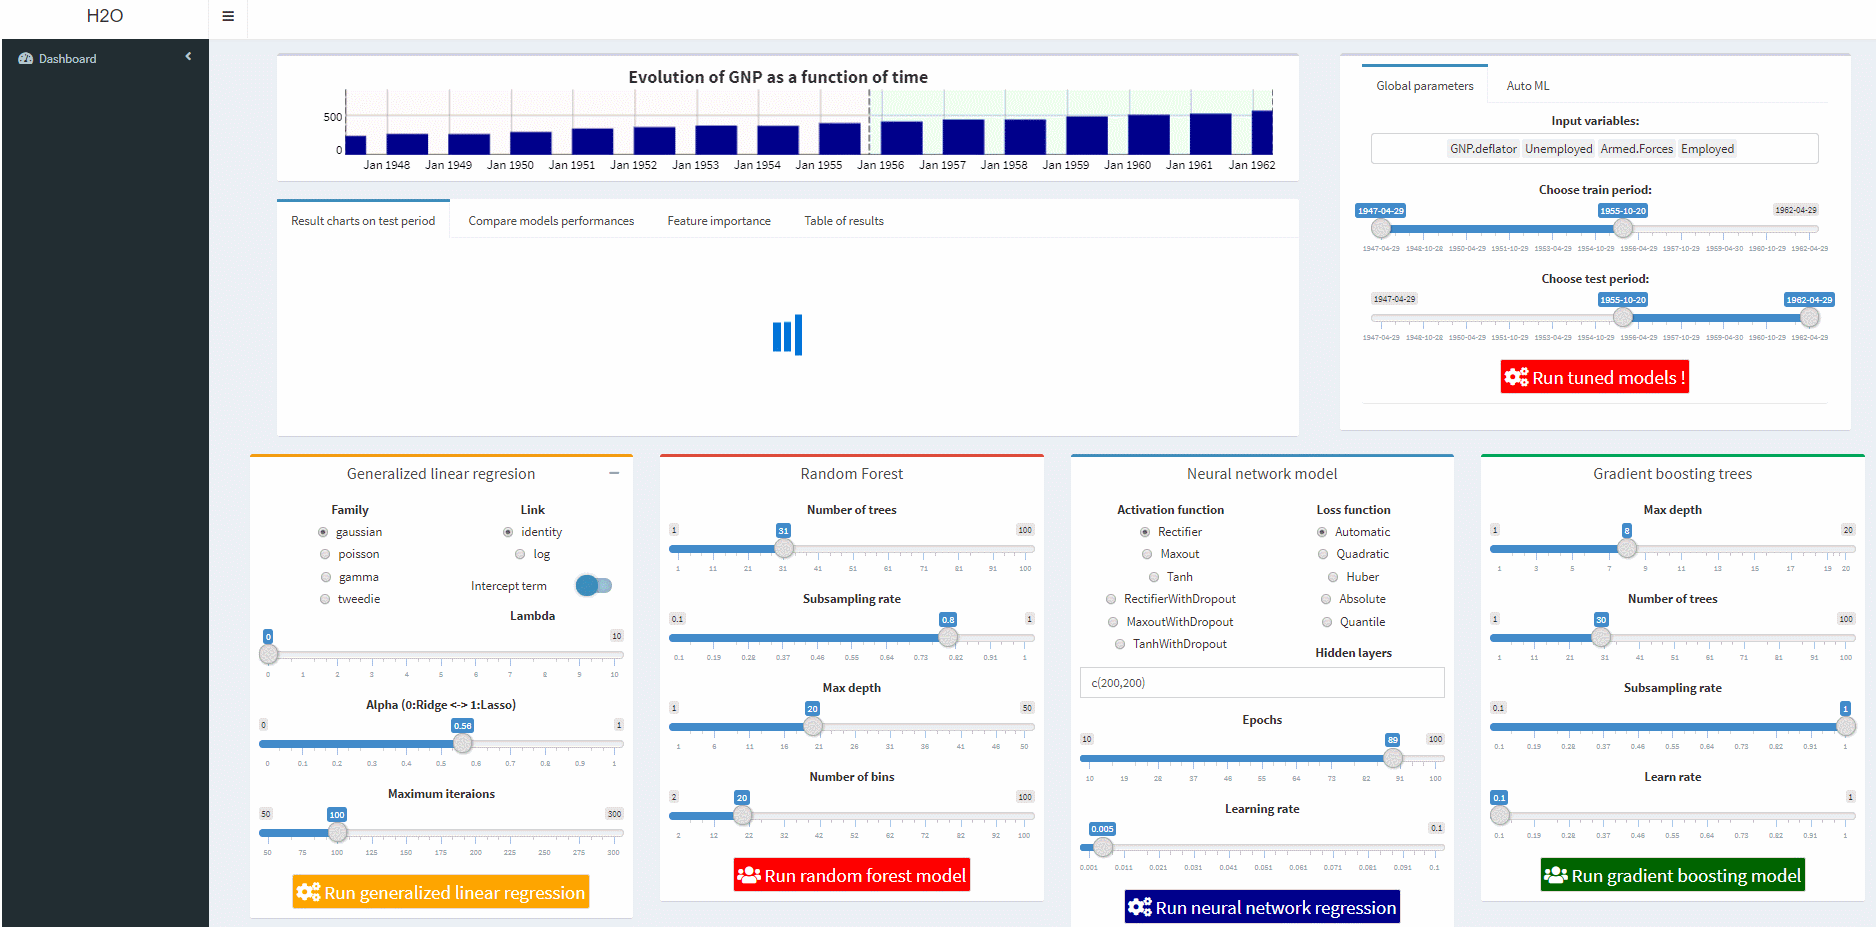 H2O
Dashboard
Evolution of GNP as a function of time
500
0
Jan 1948 Jan 1949 Jan 1950 Jan 1951 Jan 1952 Jan 1953 Jan 1954 Jan 1955 Jan 1956 Jan 1957 Jan 1958 Jan 1959 Jan 1960 Jan 1961 Jan 1962
Global parameters Auto ML
Input variables:
GNP.deflator Unemployed Armed.Forces Employed
Choose train period:
1947-04-29 1955-10-20 1962-04-29
1947-04-29 1948-10-28 1950-04-29 1951-10-29 1953-04-29 1954-10-29 1956-04-29 1957-10-29 1959-04-30 1960-10-29 1962-04-29
Choose test period:
1947-04-29 1955-10-20 1962-04-29
1947-04-29 1948-10-28 1950-04-29 1951-10-29 1953-04-29 1954-10-29 1956-04-29 1957-10-29 1959-04-30 1960-10-29 1962-04-29
Run tuned models !
Result charts on test period Compare models performances Feature importance Table of results
Generalized linear regresion
Family
gaussian
poisson
gamma
tweedie
Link
identity
log
Intercept term
Lambda
0 10
0 1 2 3 4 5 6 7 8 9 10
Alpha (0:Ridge <-> 1:Lasso)
0 0.56 1
0 0.1 0.2 0.3 0.4 0.5 0.6 0.7 0.8 0.9 1
Maximum iteraions
50 100 300
50 75 100 125 150 175 200 225 250 275 300
Run generalized linear regression
Random Forest
Number of trees
1 31 100
1 11 21 31 41 51 61 71 81 91 100
Subsampling rate
0.1 0.8 1
0.1 0.19 0.28 0.37 0.46 0.55 0.64 0.73 0.82 0.91 1
Max depth
1 20 50
1 6 11 16 21 26 31 36 41 46 50
Number of bins
2 20 100
2 12 22 32 42 52 62 72 82 92 100
Run random forest model
Neural network model
Activation function
Rectifier
Maxout
Tanh
RectifierWithDropout
MaxoutWithDropout
TanhWithDropout
Loss function
Automatic
Quadratic
Huber
Absolute
Quantile
Hidden layers
c(200,200)
Epochs
10 89 100
10 19 28 37 46 55 64 73 82 91 100
Learning rate
0.005 0.1
0.001 0.011 0.021 0.031 0.041 0.051 0.061 0.071 0.081 0.091 0.1
Run neural network regression
Gradient boosting trees
Max depth
1 8 20
1 3 5 7 9 11 13 15 17 19 20
Number of trees
1 30 100
1 11 21 31 41 51 61 71 81 91 100
Subsampling rate
0.1 1
0.1 0.19 0.28 0.37 0.46 0.55 0.64 0.73 0.82 0.91 1
Learn rate
0.1 1
0.1 0.19 0.28 0.37 0.46 0.55 0.64 0.73 0.82 0.91 1
Run gradient boosting model